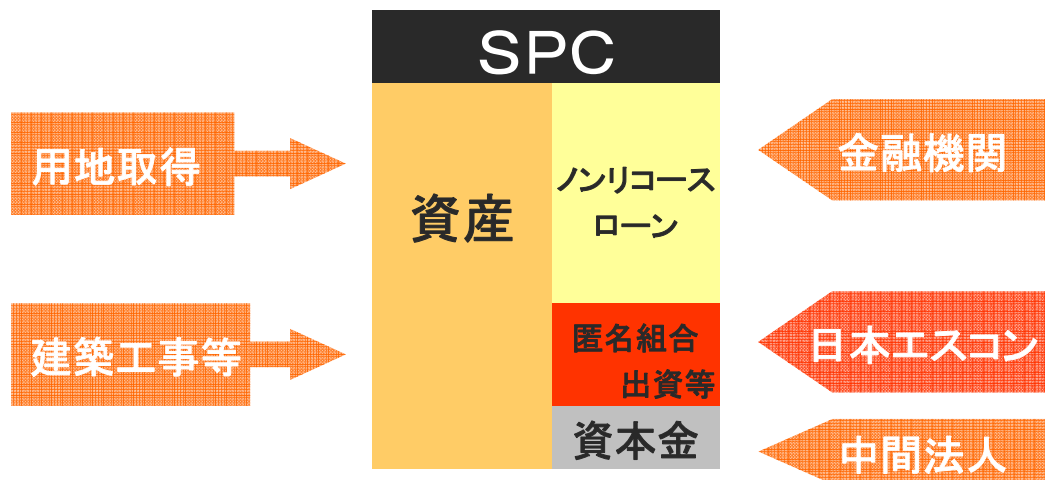 SPC
用地取得
建築工事等
資産
ノンリコース
ローン
匿名組合
出資等
資本金
金融機関
日本エスコン
中間法人